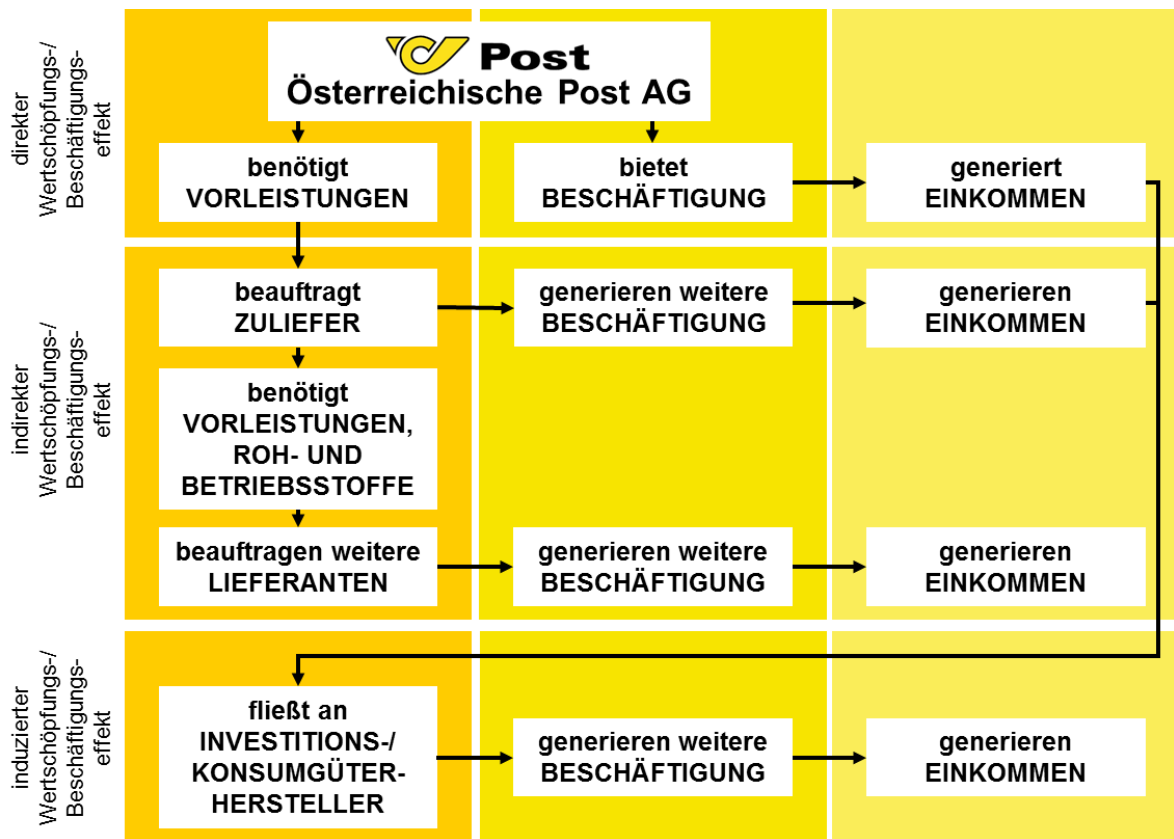 Post
Österreichische Post AG
direkter
Wertschöpfungs-/
Beschäftigungs-
effekt
benötigt
VORLEISTUNGEN
bietet
BESCHÄFTIGUNG
generiert
EINKOMMEN
indirekter
Wertschöpfungs-/
Beschäftigungs-
effekt
beauftragt
ZULIEFER
generieren weitere
BESCHÄFTIGUNG
generieren
EINKOMMEN
benötigt
VORLEISTUNGEN,
ROH- UND
BETRIEBSSTOFFE
beauftragen weitere
LIEFERANTEN
generieren weitere
BESCHÄFTIGUNG
generieren
EINKOMMEN
induzierter
Wertschöpfungs-/
Beschäftigungs-
effekt
fließt an
INVESTITIONS-/
KONSUMGÜTER-
HERSTELLER
generieren weitere
BESCHÄFTIGUNG
generieren
EINKOMMEN